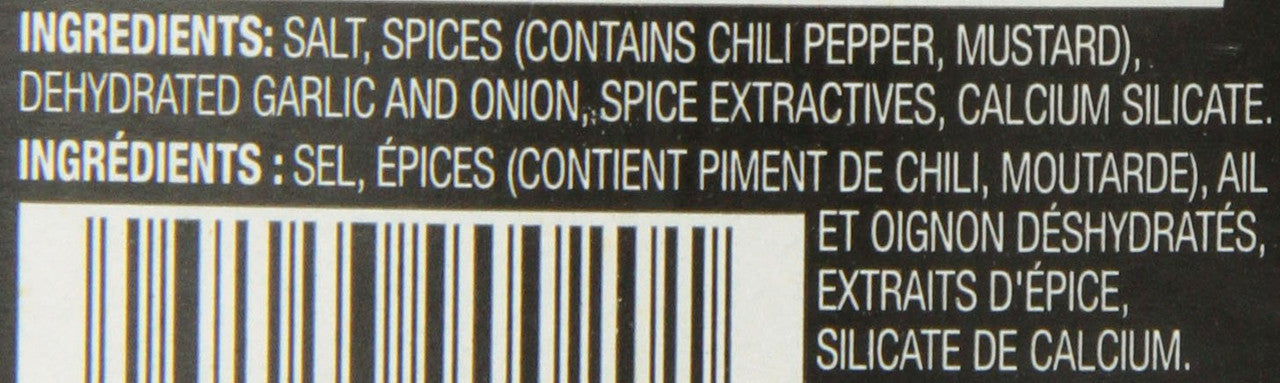 INGREDIENTS: SALT, SPICES (CONTAINS CHILI PEPPER, MUSTARD),
DEHYDRATED GARLIC AND ONION, SPICE EXTRACTIVES, CALCIUM SILICATE.
INGRÉDIENTS : SEL, ÉPICES (CONTIENT PIMENT DE CHILI, MOUTARDE), AIL
ET OIGNON DÉSHYDRATÉS,
EXTRAITS D'ÉPICE,
SILICATE DE CALCIUM.